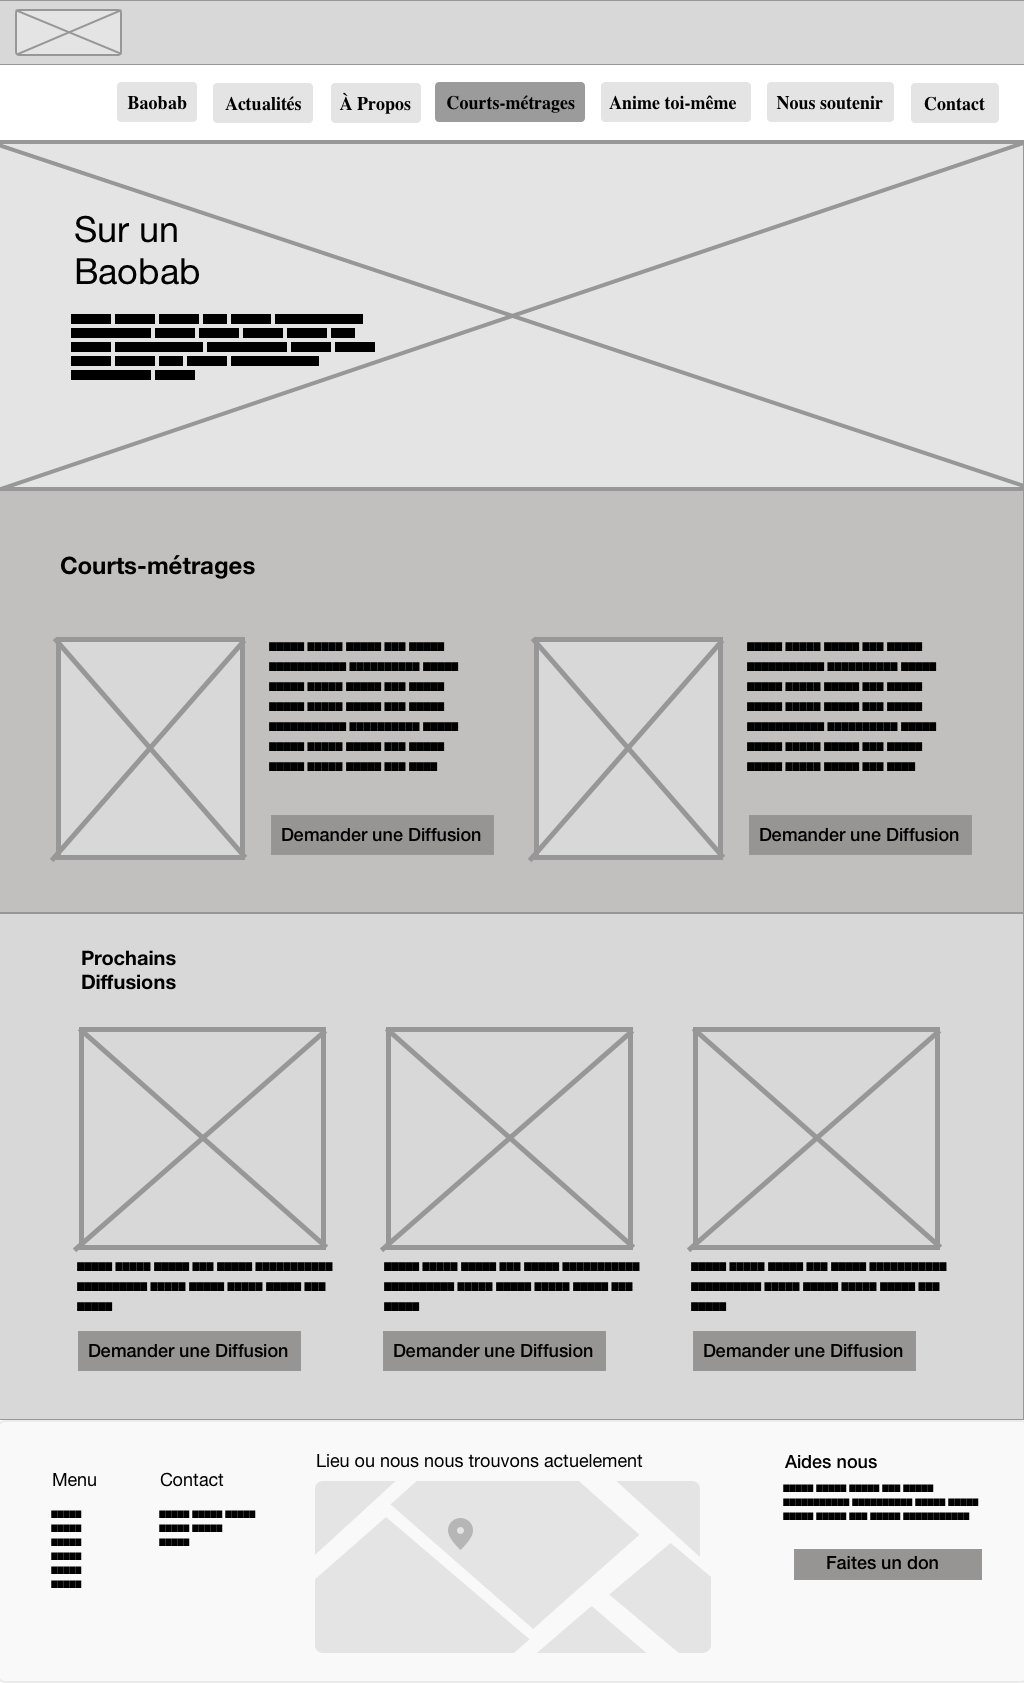 Baobab
Actualités
À Propos
Courts-métrages
Anime toi-même
Nous soutenir
Contact
Sur un
Baobab
Courts-métrages
Demander une Diffusion
Demander une Diffusion
Prochains
Diffusions
Demander une Diffusion
Demander une Diffusion
Demander une Diffusion
Menu
Contact
Lieu ou nous nous trouvons actuelement
Aides nous
Faites un don